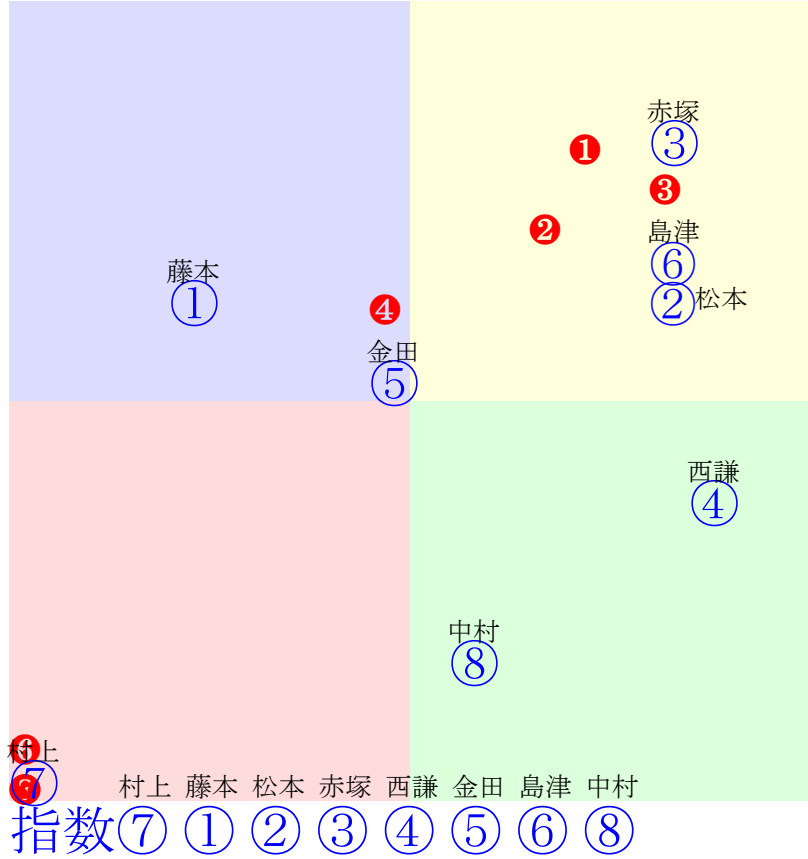 赤塚
③
❶
❸
❷
島津
⑥
藤本
①
②松本
❹
金田
⑤
西謙
④
中村
⑧
村上
⑦
村上 藤本 松本 赤塚 西謙 金田 島津 中村
指数⑦①②③④⑤⑥⑧